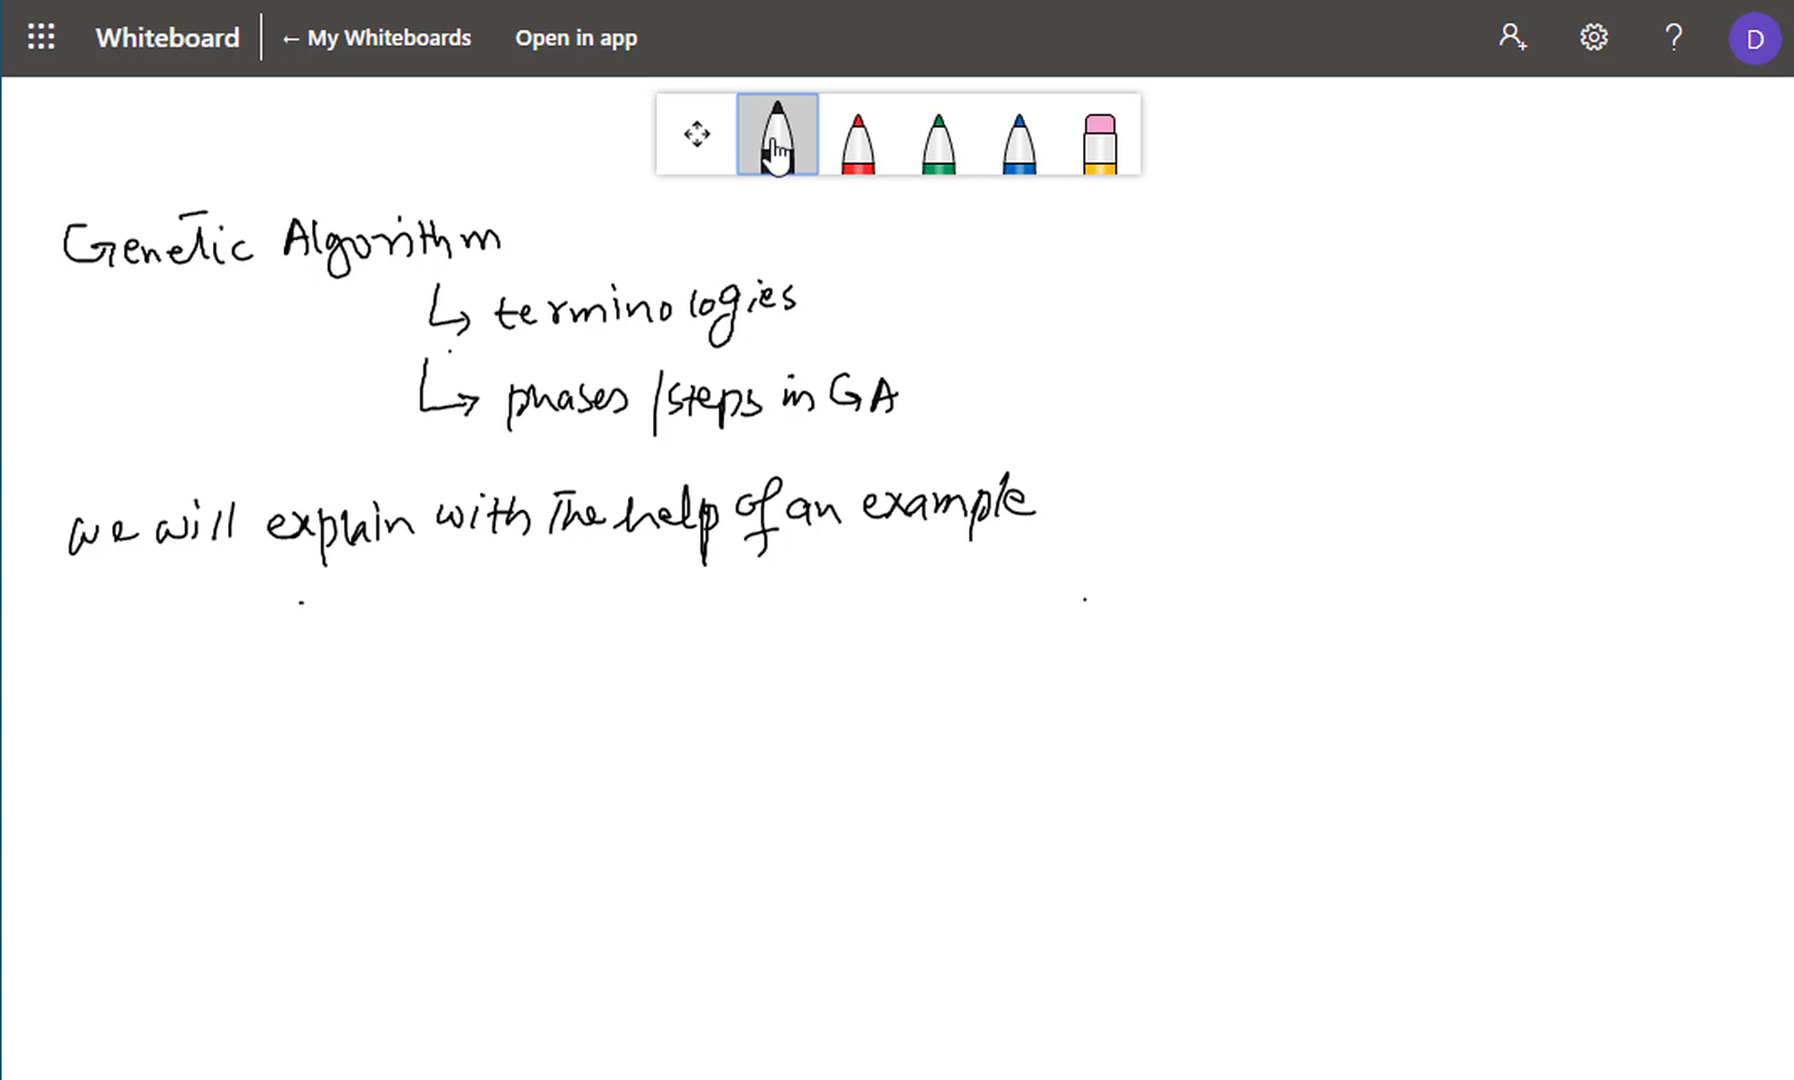 Whiteboard ← My Whiteboards Open in app ? D
Genetic Algorithm
↳ terminologies
↳ phases /steps in GA
we will explain with The help of an example